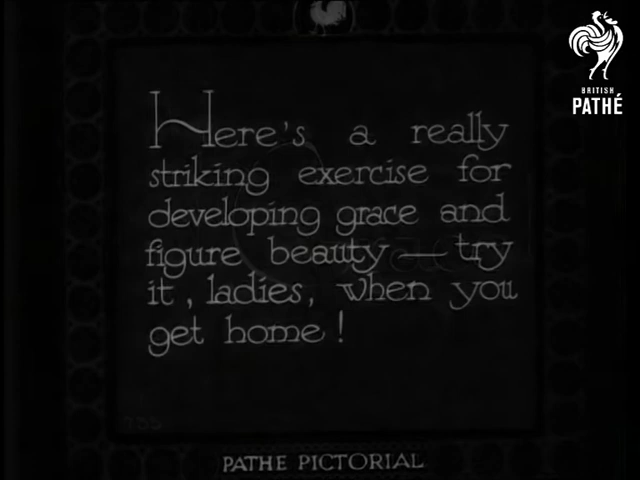 BRITISH
PATHÉ
Here's a really
striking exercise for
developing grace and
figure beauty — try
it, ladies, when you
get home!
PATHE PICTORIAL